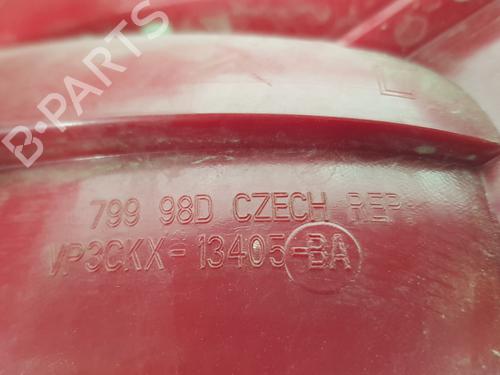 B-PARTS
L
799 98D CZECH REP.
VP3CKX-13405-BA